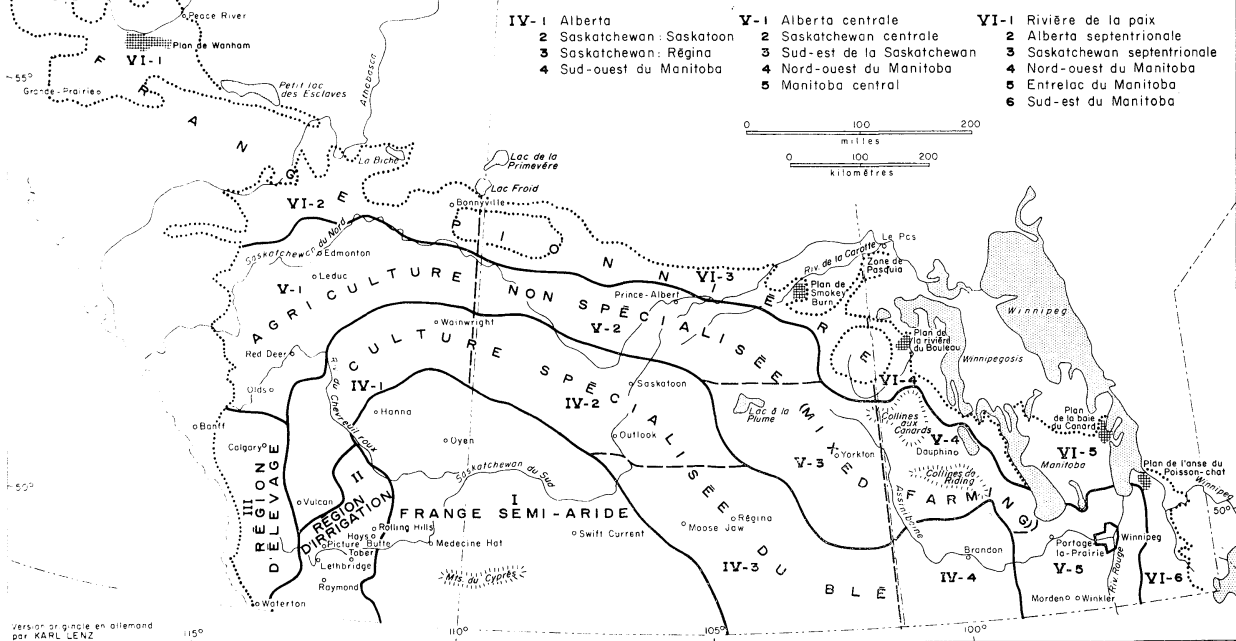 IV-1 Alberta
2 Saskatchewan : Saskatoon
3 Saskatchewan : Régina
4 Sud-ouest du Manitoba
V-1 Alberta centrale
2 Saskatchewan centrale
3 Sud-est de la Saskatchewan
4 Nord-ouest du Manitoba
5 Manitoba central
VI-1 Rivière de la paix
2 Alberta septentrionale
3 Saskatchewan septentrionale
4 Nord-ouest du Manitoba
5 Entrelac du Manitoba
6 Sud-est du Manitoba
0 100 200
milles
0 100 200
kilomètres
Peace River
Plan de Wanham
VI-1
55°
Grande-Prairie
Petit lac
des Esclaves
Athabasca
La Biche
Lac de la
Primevère
Lac Froid
Bonnyville
FRANGE PIONNIÈRE
VI-2
Saskatchewan du Nord
Edmonton
Leduc
V-1
AGRICULTURE NON SPÉCIALISÉE (MIXED FARMING)
VI-3
Prince-Albert
V-2
Riv. de la Carotte
Le Pas
Zone de
Pasquia
Plan de
Smokey
Burn
Plan de
la rivière
du Bouleau
Winnipeg
Winnipegosis
VI-4
Wainwright
CULTURE SPÉCIALISÉE DU BLÉ
Red Deer
Olds
Riv. du Chevreuil roux
IV-1
Hanna
IV-2
Saskatoon
Outlook
Oyen
Lac à la
Plume
V-3
Yorkton
Collines
aux
Canards
V-4
Dauphin
Collines de
Riding
Manitoba
Plan
de la baie
du Canard
VI-5
Plan de l'anse du
Poisson-chat
Winnipeg
50°
Banff
Calgary
50°
III
RÉGION
D'ÉLEVAGE
Vulcan
II
RÉGION
D'IRRIGATION
Saskatchewan du Sud
I
FRANGE SEMI-ARIDE
Rolling Hills
Hays
Picture Butte
Taber
Lethbridge
Raymond
Waterton
Medecine Hat
Mts. du Cyprès
Swift Current
Moose Jaw
Régina
IV-3
Assiniboine
Brandon
IV-4
Portage
la-Prairie
Winnipeg
V-5
Riv. Rouge
VI-6
Morden
Winkler
115°
110°
105°
100°
Version originale en allemand
par KARL LENZ